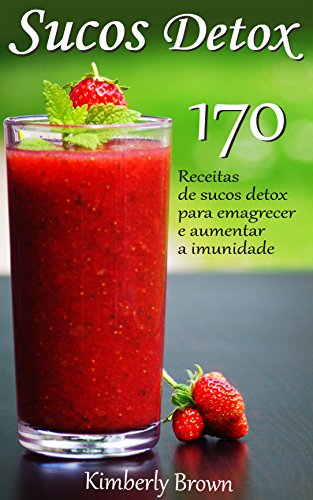 Sucos Detox
170
Receitas
de sucos detox
para emagrecer
e aumentar
a imunidade
Kimberly Brown